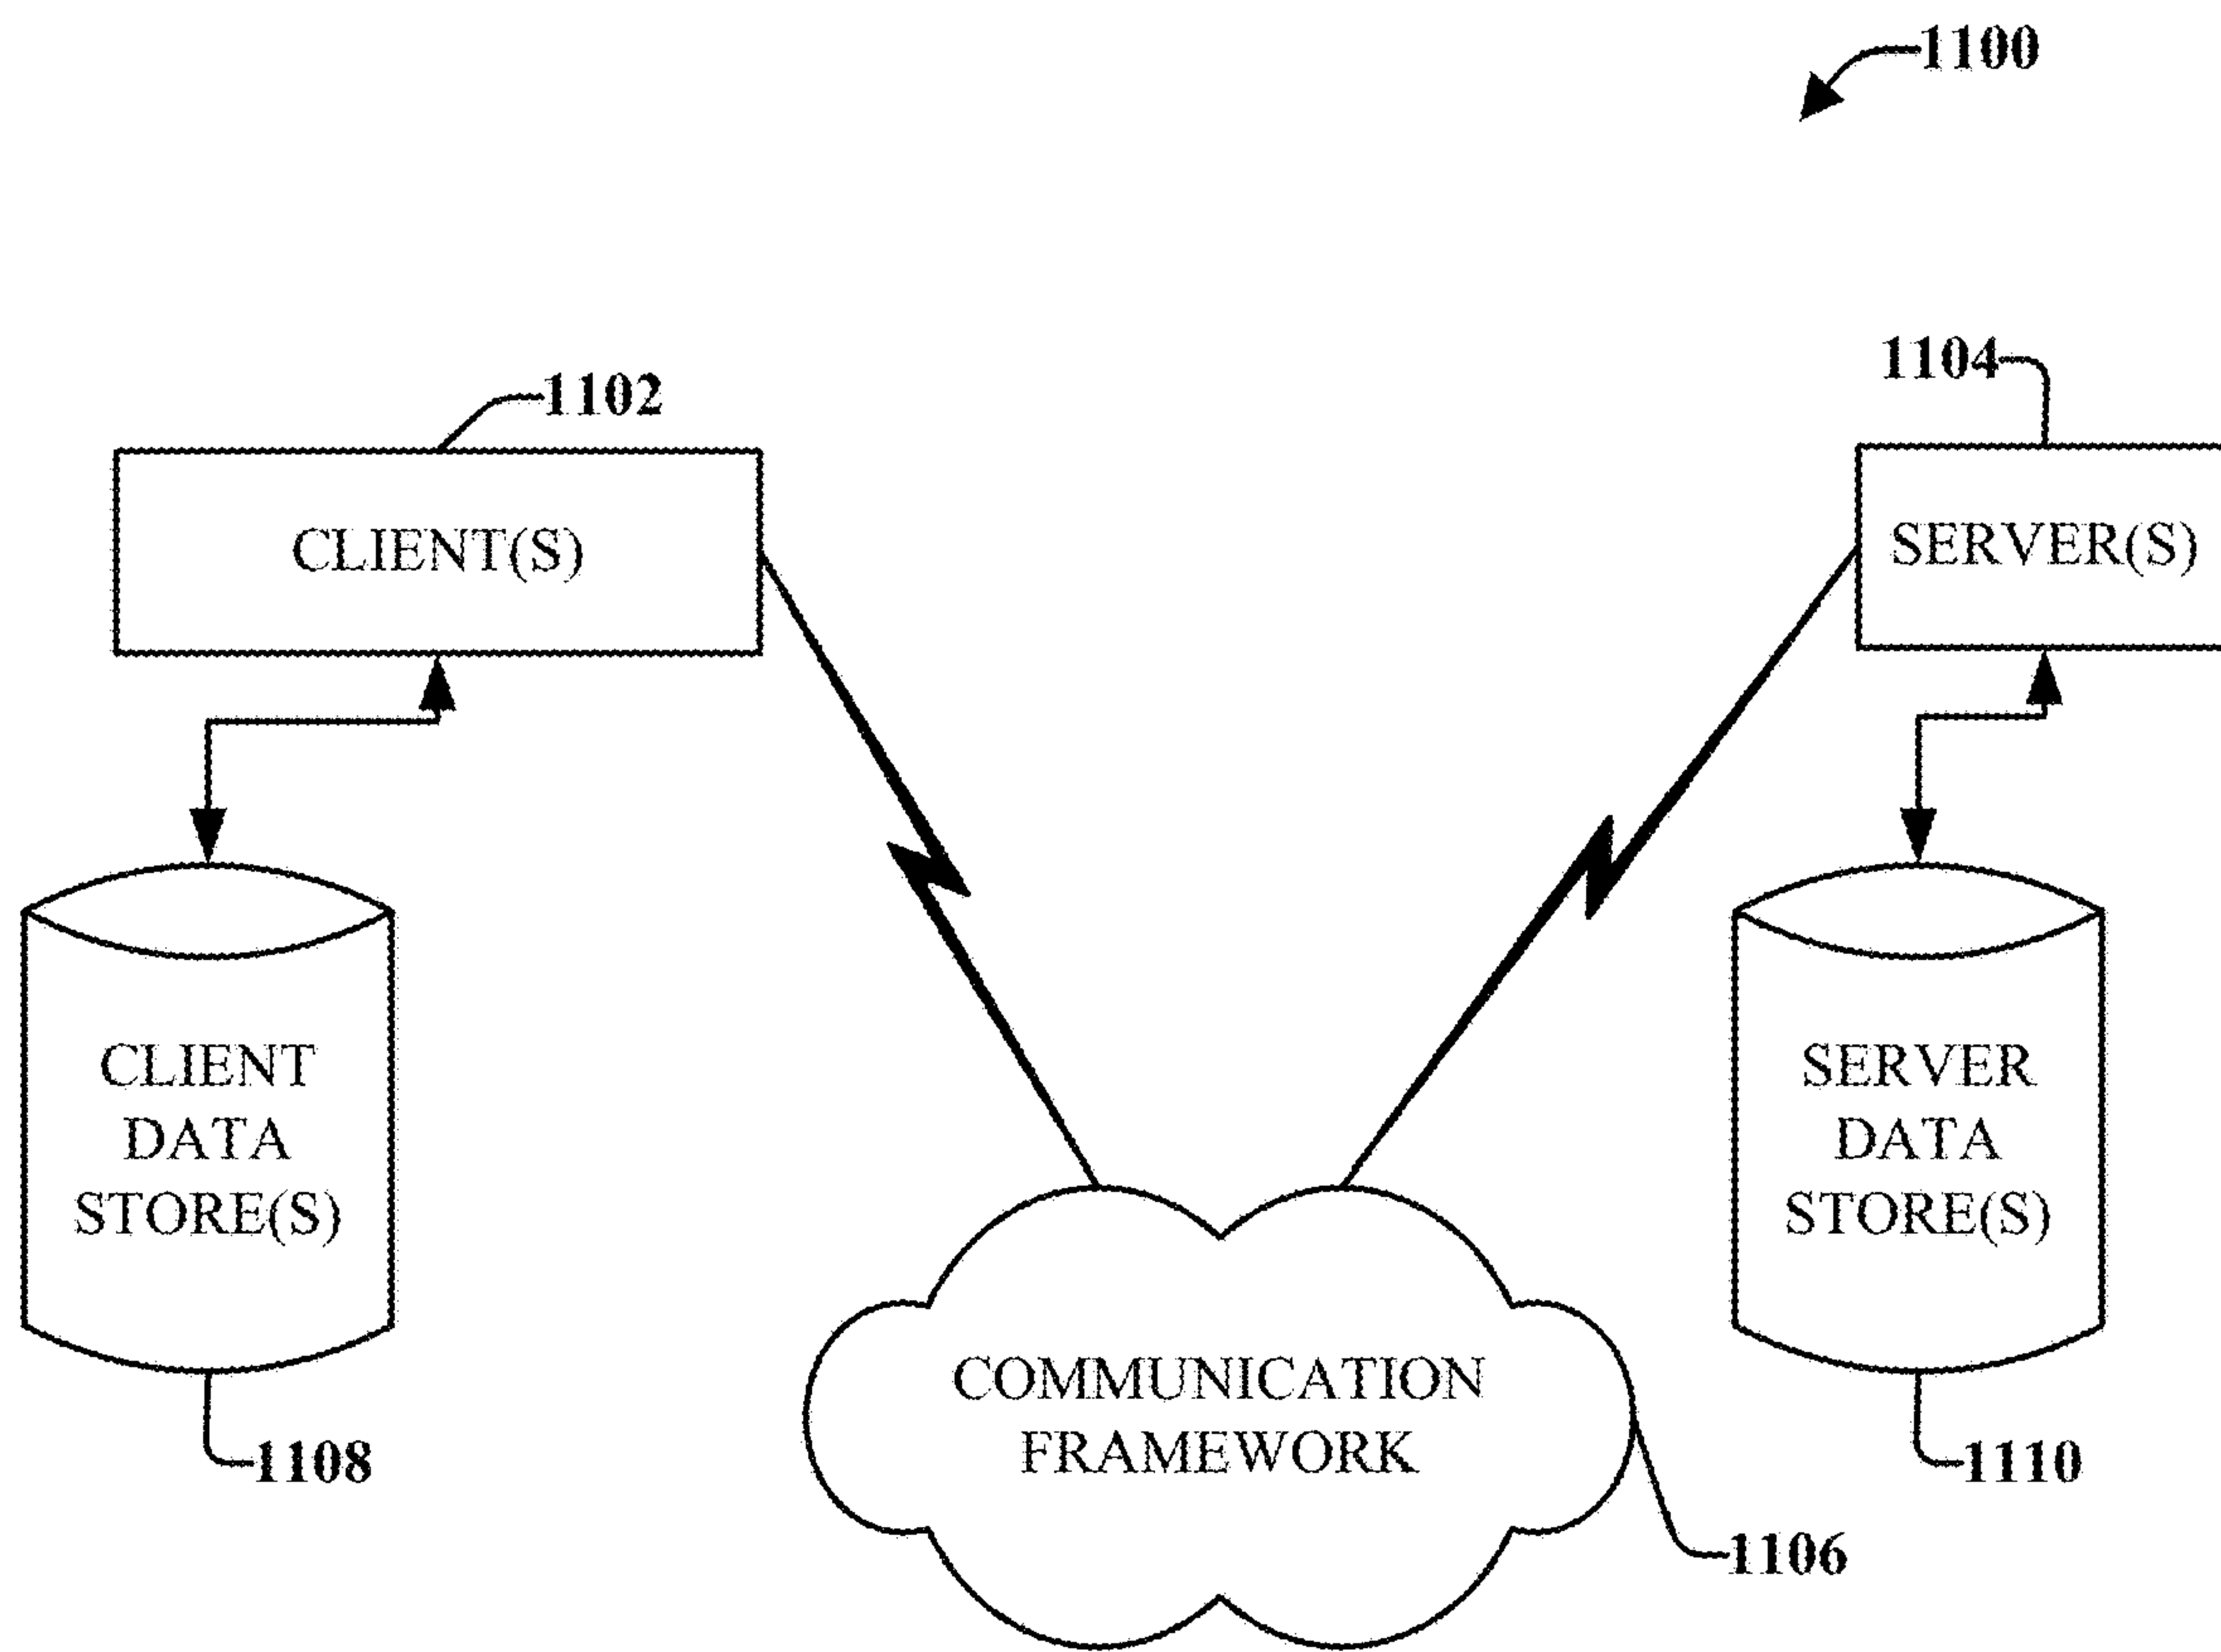 1100
1102
1104
CLIENT(S)
SERVER(S)
CLIENT
DATA
STORE(S)
SERVER
DATA
STORE(S)
COMMUNICATION
FRAMEWORK
1108
1110
1106